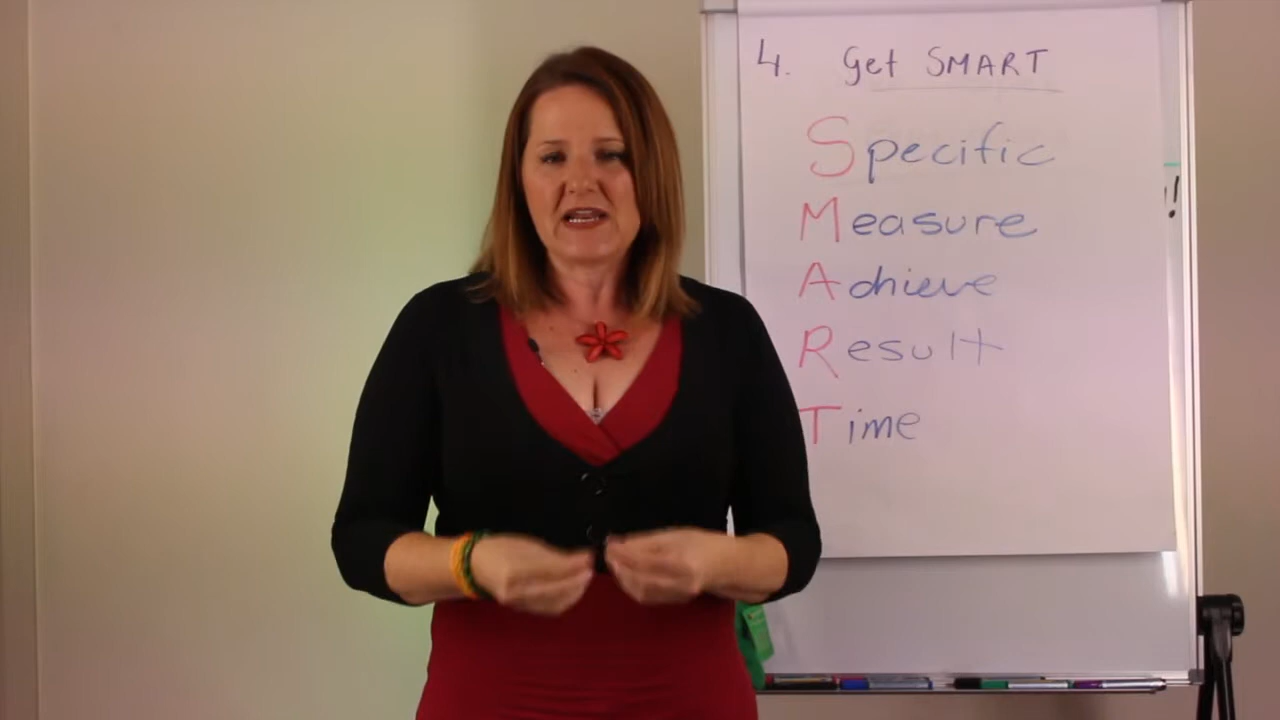 4. Get SMART
Specific
Measure
Achieve
Result
Time
!